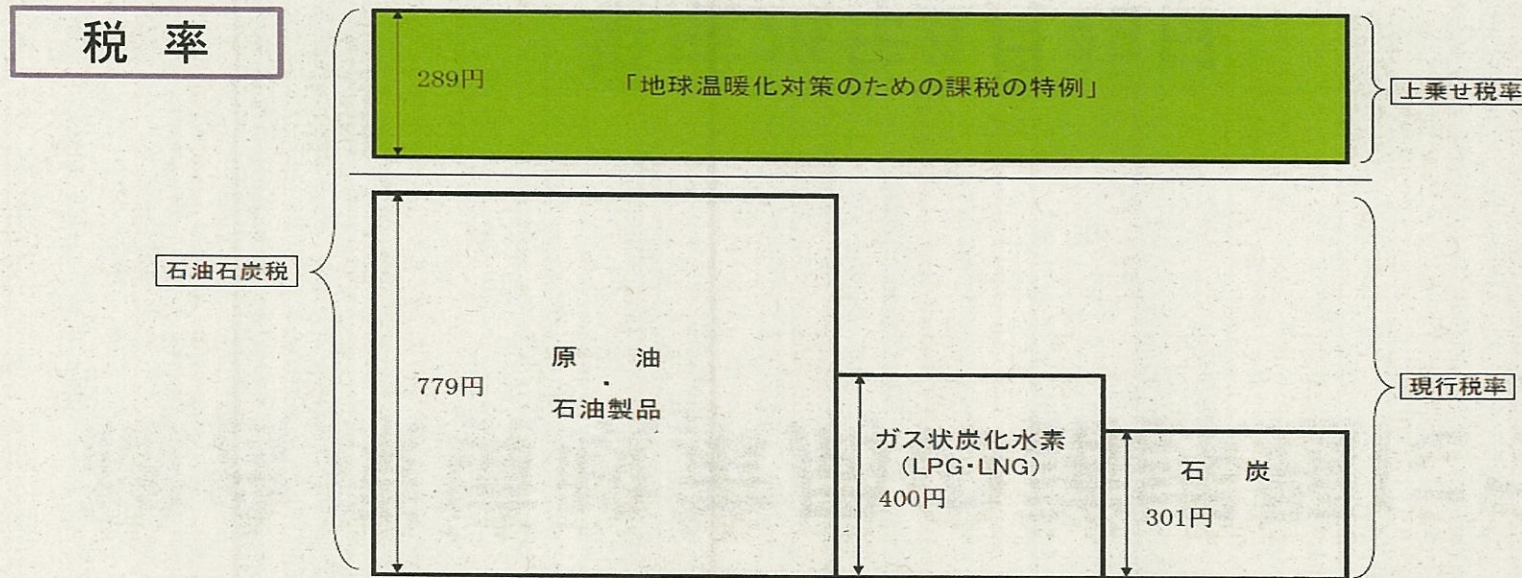 税 率
289円
「地球温暖化対策のための課税の特例」
上乗せ税率
石油石炭税
779円
原 油
・
石油製品
ガス状炭化水素
(LPG・LNG)
400円
石 炭
301円
現行税率